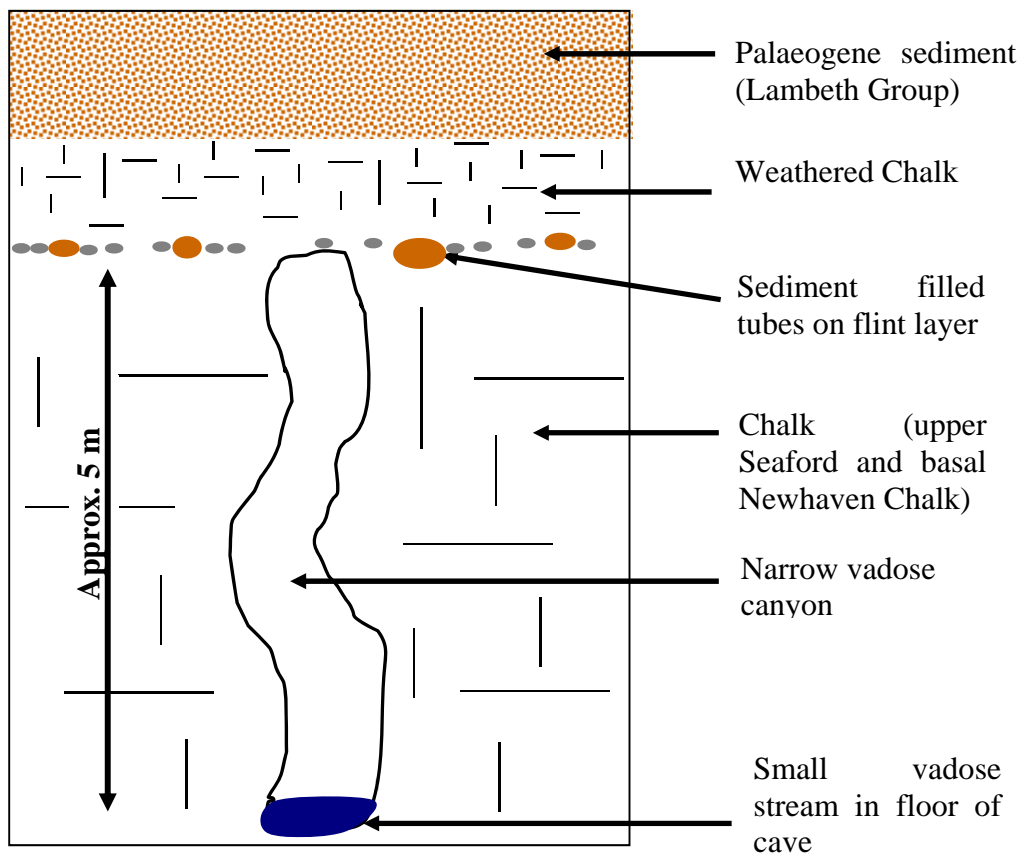 Palaeogene sediment
(Lambeth Group)
Weathered Chalk
Sediment filled
tubes on flint layer
Chalk (upper
Seaford and basal
Newhaven Chalk)
Approx. 5 m
Narrow vadose
canyon
Small vadose
stream in floor of
cave